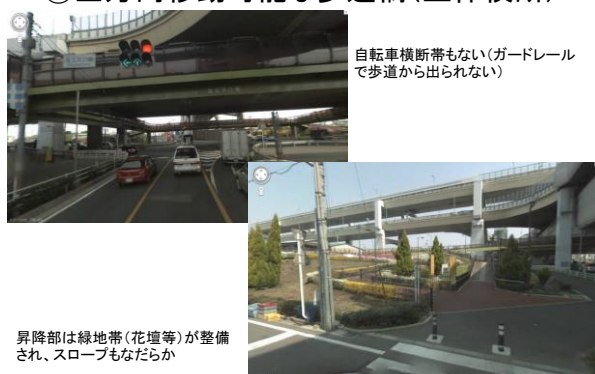 自転車横断帯もない(ガードレール
で歩道から出られない)
昇降部は緑地帯(花壇等)が整備
され、スロープもなだらか